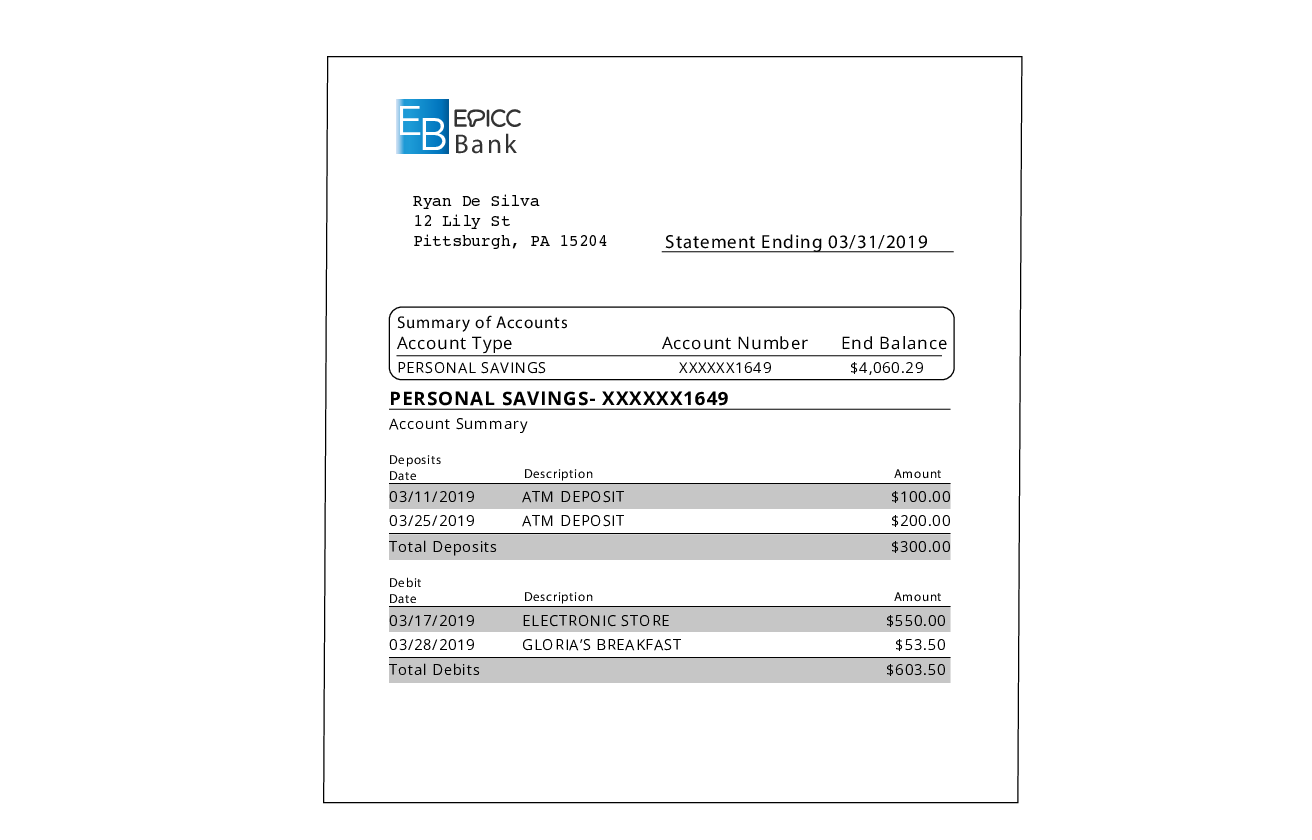 EB EPICC
Bank
Ryan De Silva
12 Lily St
Pittsburgh, PA 15204
Statement Ending 03/31/2019
Summary of Accounts
Account Type Account Number End Balance
PERSONAL SAVINGS XXXXXX1649 $4,060.29
PERSONAL SAVINGS- XXXXXX1649
Account Summary
Deposits
Date Description Amount
03/11/2019 ATM DEPOSIT $100.00
03/25/2019 ATM DEPOSIT $200.00
Total Deposits $300.00
Debit
Date Description Amount
03/17/2019 ELECTRONIC STORE $550.00
03/28/2019 GLORIA’S BREAKFAST $53.50
Total Debits $603.50